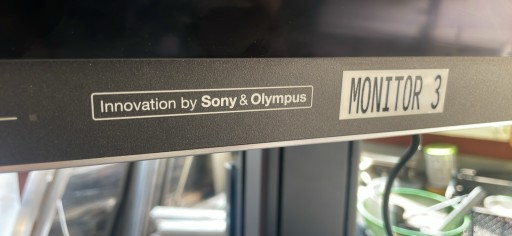 Innovation by Sony & Olympus
MONITOR 3